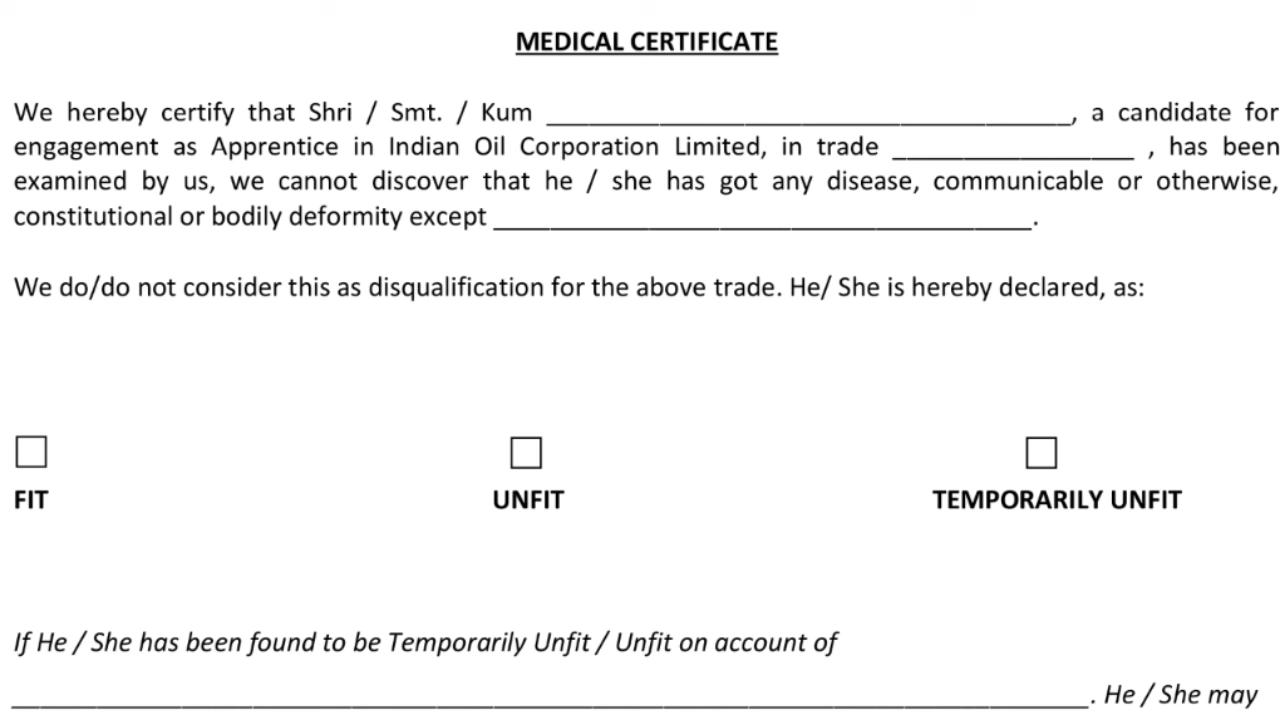 MEDICAL CERTIFICATE
We hereby certify that Shri / Smt. / Kum ____________________________________, a candidate for
engagement as Apprentice in Indian Oil Corporation Limited, in trade _________________ , has been
examined by us, we cannot discover that he / she has got any disease, communicable or otherwise,
constitutional or bodily deformity except ______________________________________.
We do/do not consider this as disqualification for the above trade. He/ She is hereby declared, as:
FIT UNFIT TEMPORARILY UNFIT
If He / She has been found to be Temporarily Unfit / Unfit on account of
____________________________________________________________________________. He / She may